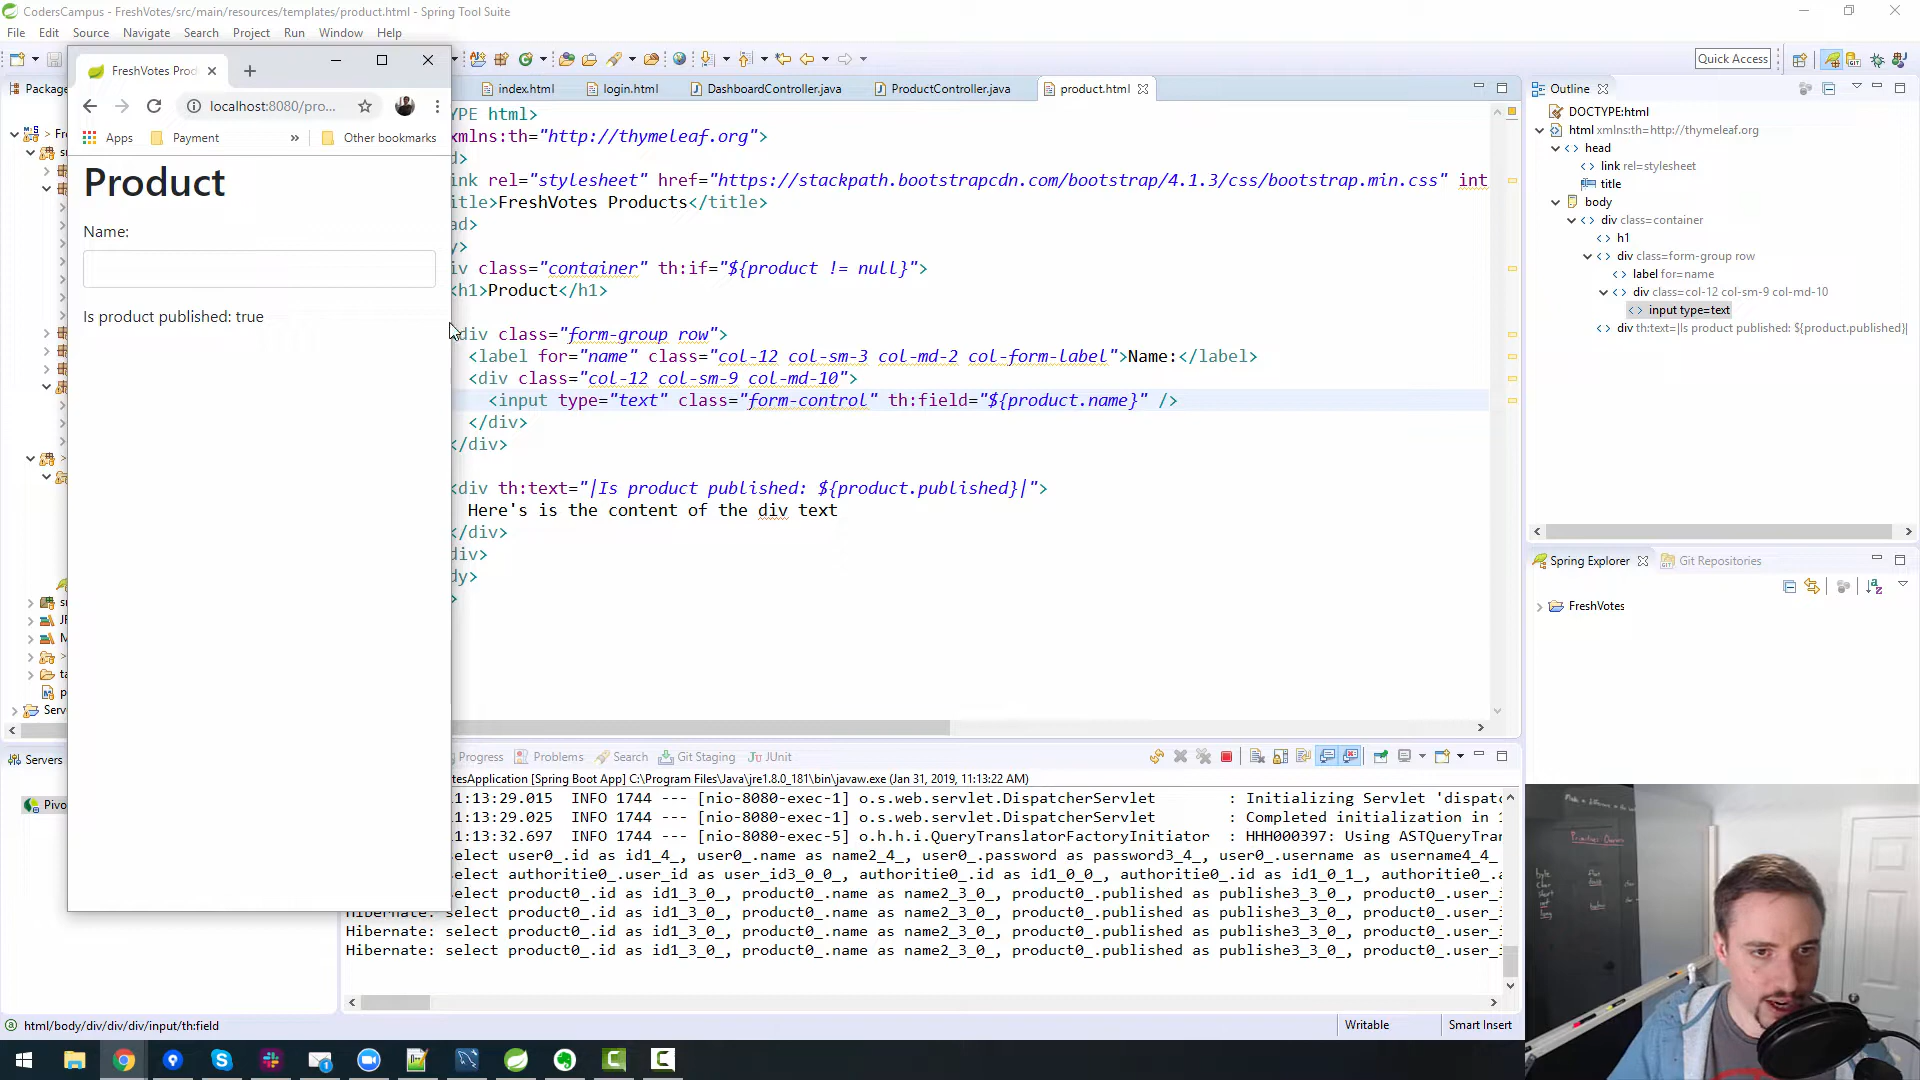 CodersCampus - FreshVotes/src/main/resources/templates/product.html - Spring Tool Suite
File Edit Source Navigate Search Project Run Window Help
Quick Access
Package
FreshVotes Proc
localhost:8080/pro...
Apps Payment » Other bookmarks
Product
Name:
Is product published: true
index.html login.html DashboardController.java ProductController.java product.html
YPE html>
xmlns:th="http://thymeleaf.org">
d>
ink rel="stylesheet" href="https://stackpath.bootstrapcdn.com/bootstrap/4.1.3/css/bootstrap.min.css" int
itle>FreshVotes Products</title>
ad>
y>
iv class="container" th:if="${product != null}">
<h1>Product</h1>
div class="form-group row">
<label for="name" class="col-12 col-sm-3 col-md-2 col-form-label">Name:</label>
<div class="col-12 col-sm-9 col-md-10">
<input type="text" class="form-control" th:field="${product.name}" />
</div>
</div>
<div th:text="|Is product published: ${product.published}|">
Here's is the content of the div text
</div>
div>
dy>
>
Outline
DOCTYPE:html
html xmlns:th=http://thymeleaf.org
head
link rel=stylesheet
title
body
div class=container
h1
div class=form-group row
label for=name
div class=col-12 col-sm-9 col-md-10
input type=text
div th:text=|Is product published: ${product.published}|
Spring Explorer Git Repositories
FreshVotes
Serv
Servers
Pivo
Progress Problems Search Git Staging JUnit
tesApplication [Spring Boot App] C:\Program Files\Java\jre1.8.0_181\bin\javaw.exe (Jan 31, 2019, 11:13:22 AM)
11:13:29.015 INFO 1744 --- [nio-8080-exec-1] o.s.web.servlet.DispatcherServlet : Initializing Servlet 'dispatc
11:13:29.025 INFO 1744 --- [nio-8080-exec-1] o.s.web.servlet.DispatcherServlet : Completed initialization in 1
11:13:32.697 INFO 1744 --- [nio-8080-exec-5] o.h.h.i.QueryTranslatorFactoryInitiator : HHH000397: Using ASTQueryTran
select user0_.id as id1_4_, user0_.name as name2_4_, user0_.password as password3_4_, user0_.username as username4_4_
select authoritie0_.user_id as user_id3_0_0_, authoritie0_.id as id1_0_0_, authoritie0_.id as id1_0_1_, authoritie0_.a
select product0_.id as id1_3_0_, product0_.name as name2_3_0_, product0_.published as publishe3_3_0_, product0_.user_i
Hibernate: select product0_.id as id1_3_0_, product0_.name as name2_3_0_, product0_.published as publishe3_3_0_, product0_.user_i
Hibernate: select product0_.id as id1_3_0_, product0_.name as name2_3_0_, product0_.published as publishe3_3_0_, product0_.user_i
Hibernate: select product0_.id as id1_3_0_, product0_.name as name2_3_0_, product0_.published as publishe3_3_0_, product0_.user_i
html/body/div/div/div/input/th:field
Writable Smart Insert